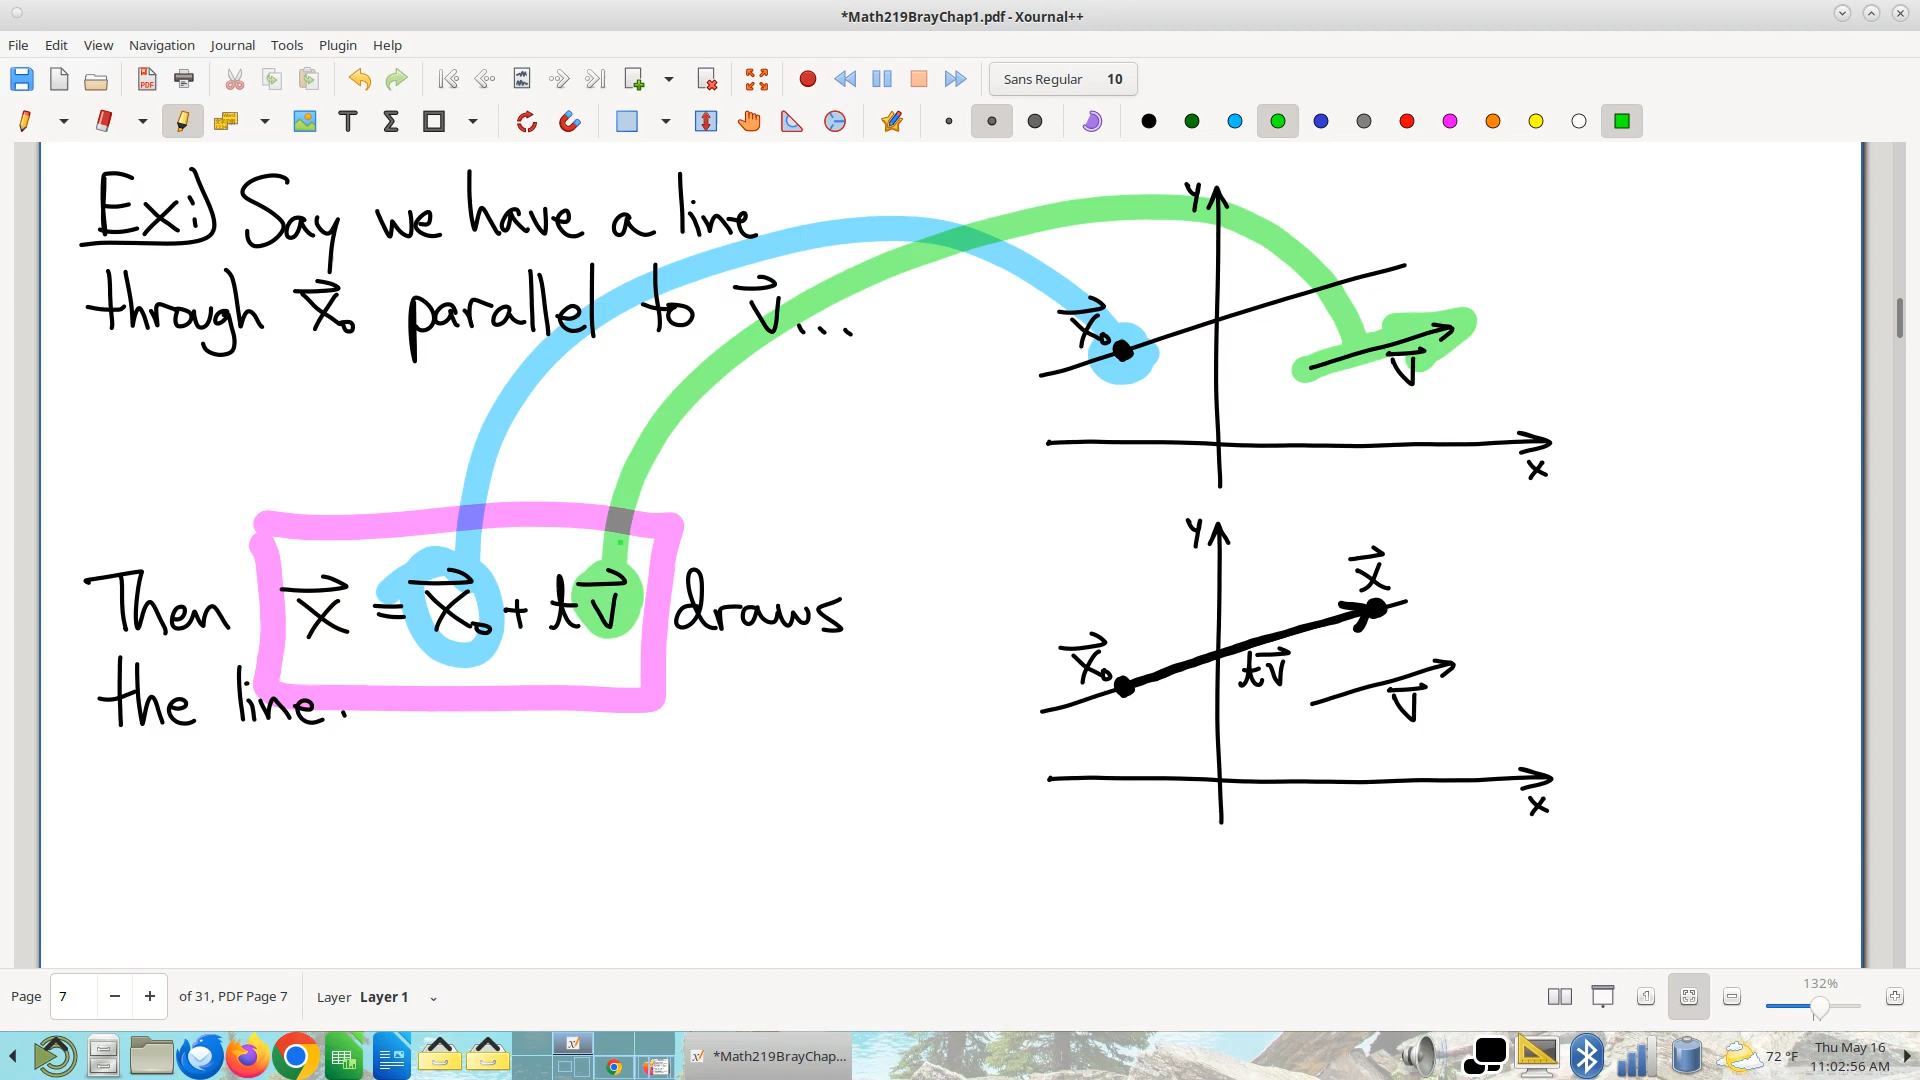 *Math219BrayChap1.pdf - Xournal++
File Edit View Navigation Journal Tools Plugin Help
Sans Regular 10
Ex:) Say we have a line
through x⃗₀ parallel to v⃗...
Then x⃗ = x⃗₀ + tv⃗ draws
the line.
y
x⃗₀
v⃗
x
y
x⃗
x⃗₀
tv⃗
v⃗
x
Page 7 of 31, PDF Page 7 Layer Layer 1
132%
*Math219BrayChap...
72 °F
Thu May 16
11:02:56 AM